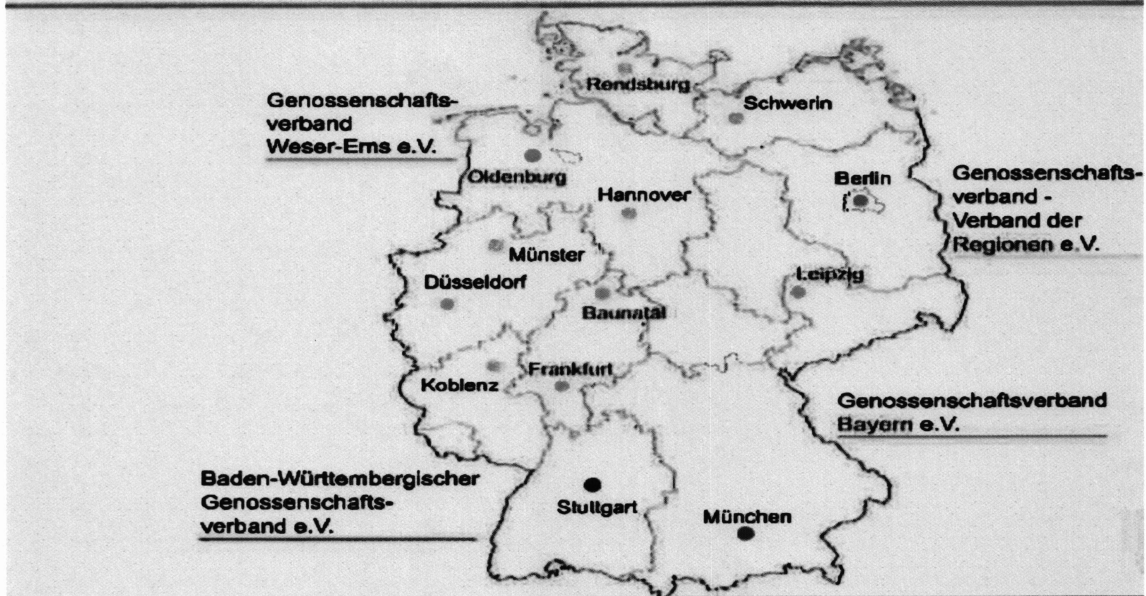 Rendsburg
Genossenschafts-
verband
Weser-Ems e.V.
Schwerin
Oldenburg
Hannover
Berlin
Genossenschafts-
verband -
Verband der
Regionen e.V.
Münster
Düsseldorf
Leipzig
Baunatal
Koblenz
Frankfurt
Genossenschaftsverband
Bayern e.V.
Baden-Württembergischer
Genossenschafts-
verband e.V.
Stuttgart
München